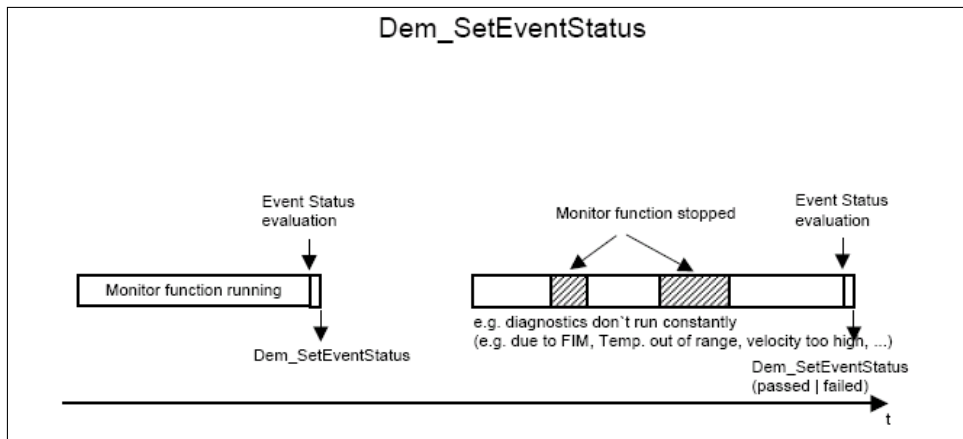 Dem_SetEventStatus
Event Status
evaluation
Monitor function stopped
Event Status
evaluation
Monitor function running
e.g. diagnostics don`t run constantly
(e.g. due to FIM, Temp. out of range, velocity too high, ...)
Dem_SetEventStatus
Dem_SetEventStatus
(passed | failed)
t